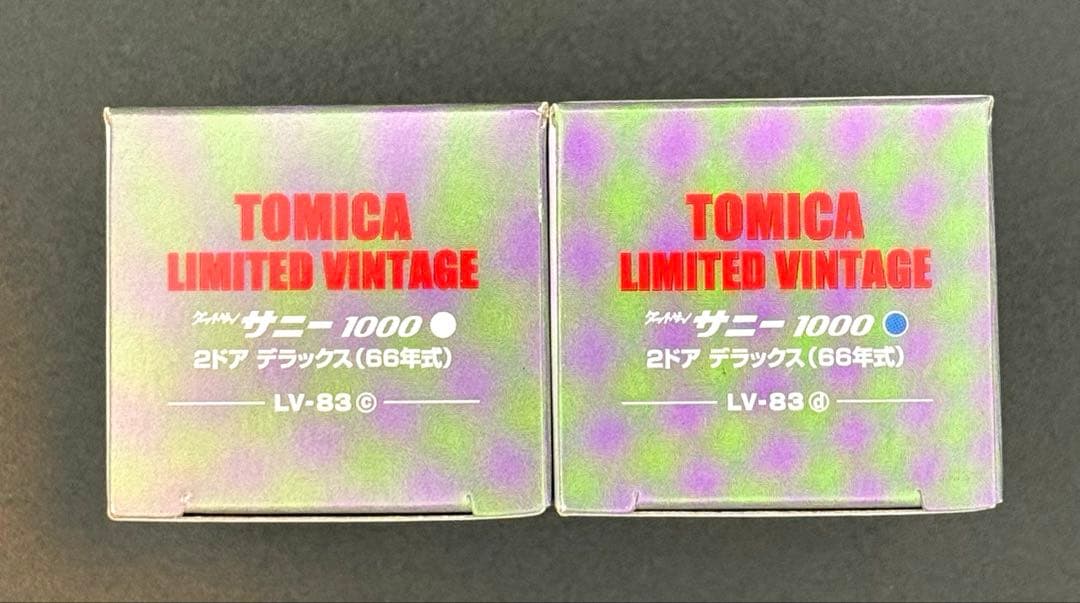 TOMICA
LIMITED VINTAGE
ダットサン サニー 1000
2ドア デラックス(66年式)
LV-83 ⓒ
TOMICA
LIMITED VINTAGE
ダットサン サニー 1000
2ドア デラックス(66年式)
LV-83 ⓓ